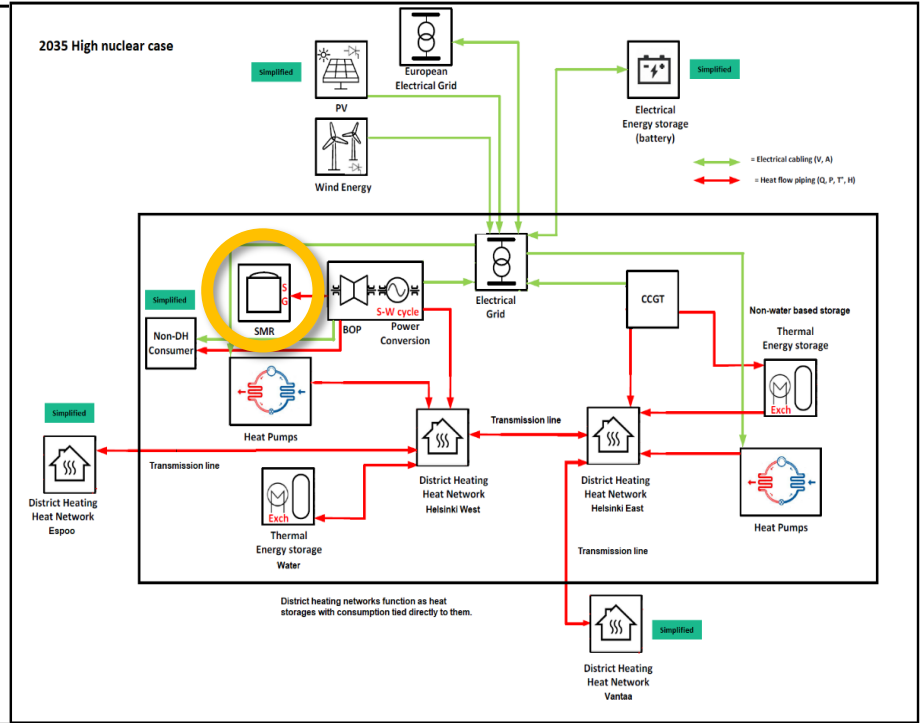 2035 High nuclear case
Simplified
PV
European
Electrical Grid
Electrical
Energy storage
(battery)
Simplified
Wind Energy
= Electrical cabling (V, A)
= Heat flow piping (Q, P, T°, H)
S
G
SMR
S-W cycle
BOP
Power
Conversion
Electrical
Grid
CCGT
Non-water based storage
Thermal
Energy storage
Exch
Simplified
Non-DH
Consumer
Heat Pumps
Transmission line
District Heating
Heat Network
Helsinki West
District Heating
Heat Network
Helsinki East
Heat Pumps
Simplified
Transmission line
District Heating
Heat Network
Espoo
Exch
Thermal
Energy storage
Water
Transmission line
District heating networks function as heat
storages with consumption tied directly to them.
Simplified
District Heating
Heat Network
Vantaa